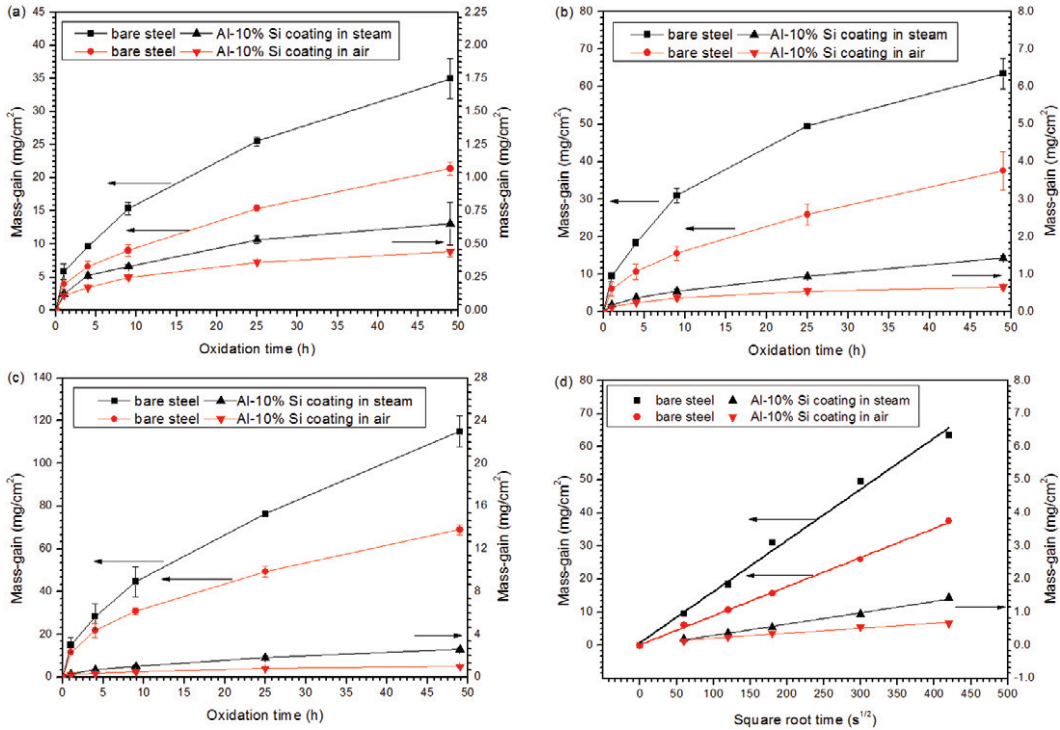 (a)
bare steel Al-10% Si coating in steam
bare steel Al-10% Si coating in air
45
40
35
30
25
20
15
10
5
0
Mass-gain (mg/cm²)
2.25
2.00
1.75
1.50
1.25
1.00
0.75
0.50
0.25
0.00
mass-gain (mg/cm²)
0 5 10 15 20 25 30 35 40 45 50
Oxidation time (h)
(b)
bare steel Al-10% Si coating in steam
bare steel Al-10% Si coating in air
80
70
60
50
40
30
20
10
0
Mass-gain (mg/cm²)
8.0
7.0
6.0
5.0
4.0
3.0
2.0
1.0
0.0
Mass-gain (mg/cm²)
0 5 10 15 20 25 30 35 40 45 50
Oxidation time (h)
(c)
bare steel Al-10% Si coating in steam
bare steel Al-10% Si coating in air
140
120
100
80
60
40
20
0
Mass-gain (mg/cm²)
28
24
20
16
12
8
4
0
Mass-gain (mg/cm²)
0 5 10 15 20 25 30 35 40 45 50
Oxidation time (h)
(d)
bare steel Al-10% Si coating in steam
bare steel Al-10% Si coating in air
80
70
60
50
40
30
20
10
0
-10
Mass-gain (mg/cm²)
8.0
7.0
6.0
5.0
4.0
3.0
2.0
1.0
0.0
-1.0
Mass-gain (mg/cm²)
-50 0 50 100 150 200 250 300 350 400 450 500
Square root time (s¹ᐟ²)